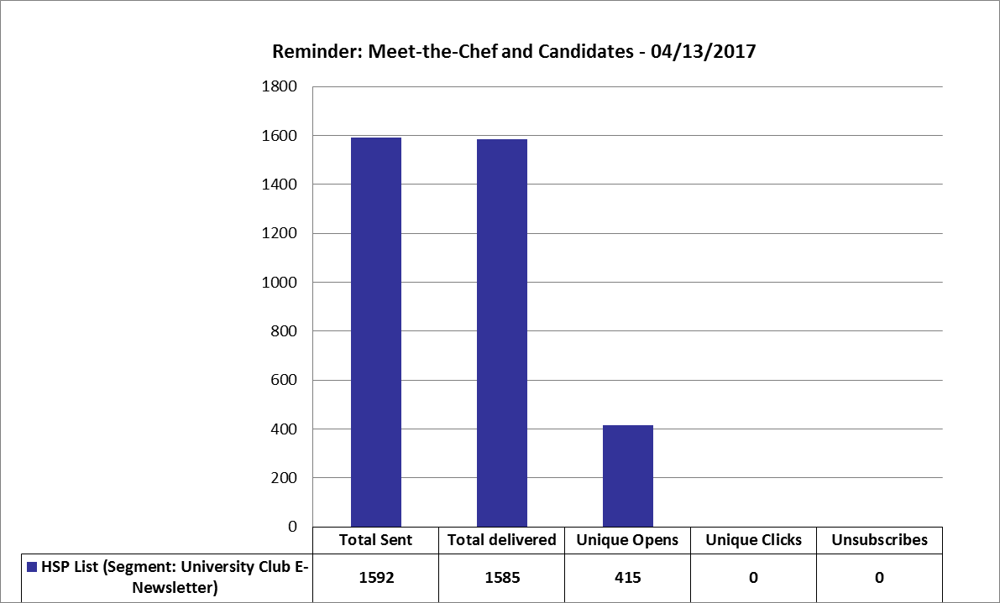 Reminder: Meet-the-Chef and Candidates - 04/13/2017
1800
1600
1400
1200
1000
800
600
400
200
0
Total Sent Total delivered Unique Opens Unique Clicks Unsubscribes
HSP List (Segment: University Club E-
Newsletter)
1592 1585 415 0 0